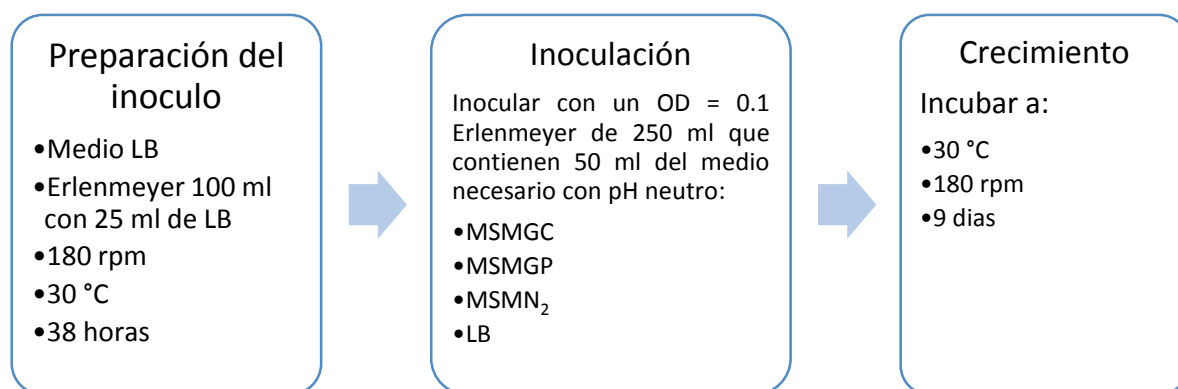 Preparación del
inoculo
•Medio LB
•Erlenmeyer 100 ml
con 25 ml de LB
•180 rpm
•30 °C
•38 horas
Inoculación
Inocular con un OD = 0.1
Erlenmeyer de 250 ml que
contienen 50 ml del medio
necesario con pH neutro:
•MSMGC
•MSMGP
•MSMN₂
•LB
Crecimiento
Incubar a:
•30 °C
•180 rpm
•9 dias